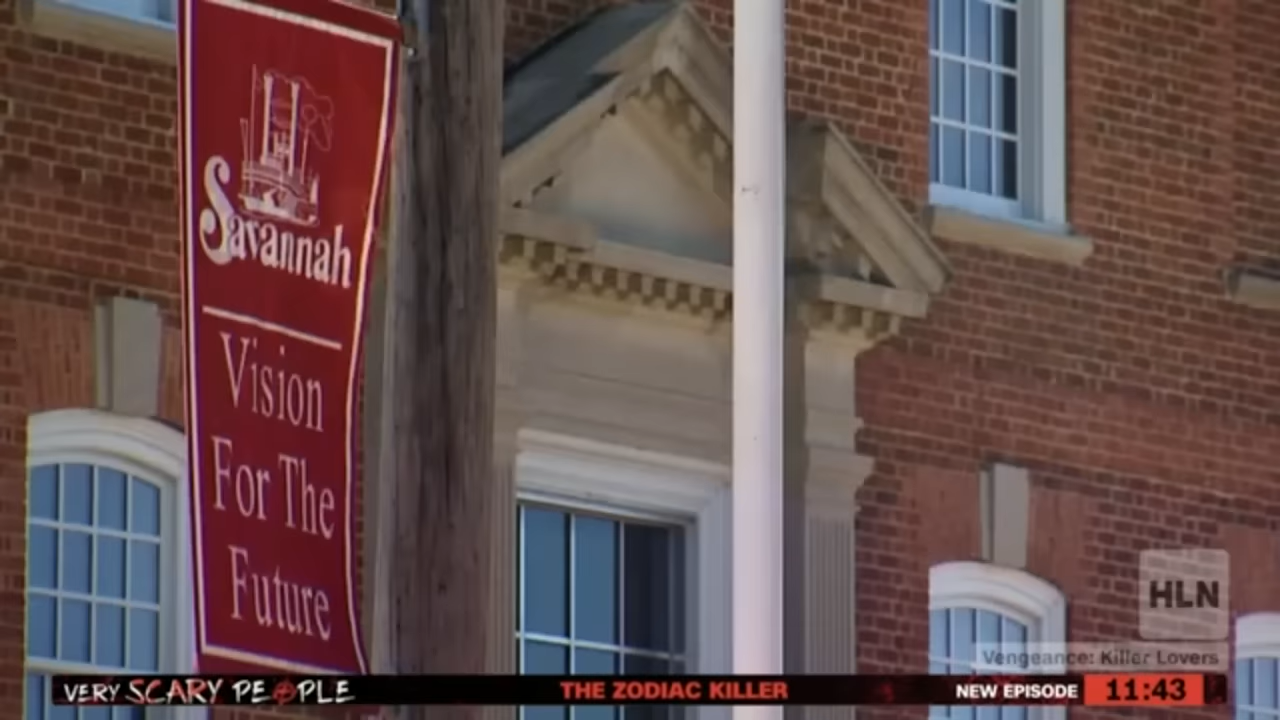 Savannah
Vision
For The
Future
HLN
Vengeance: Killer Lovers
VERY SCARY PEOPLE
THE ZODIAC KILLER
NEW EPISODE
11:43